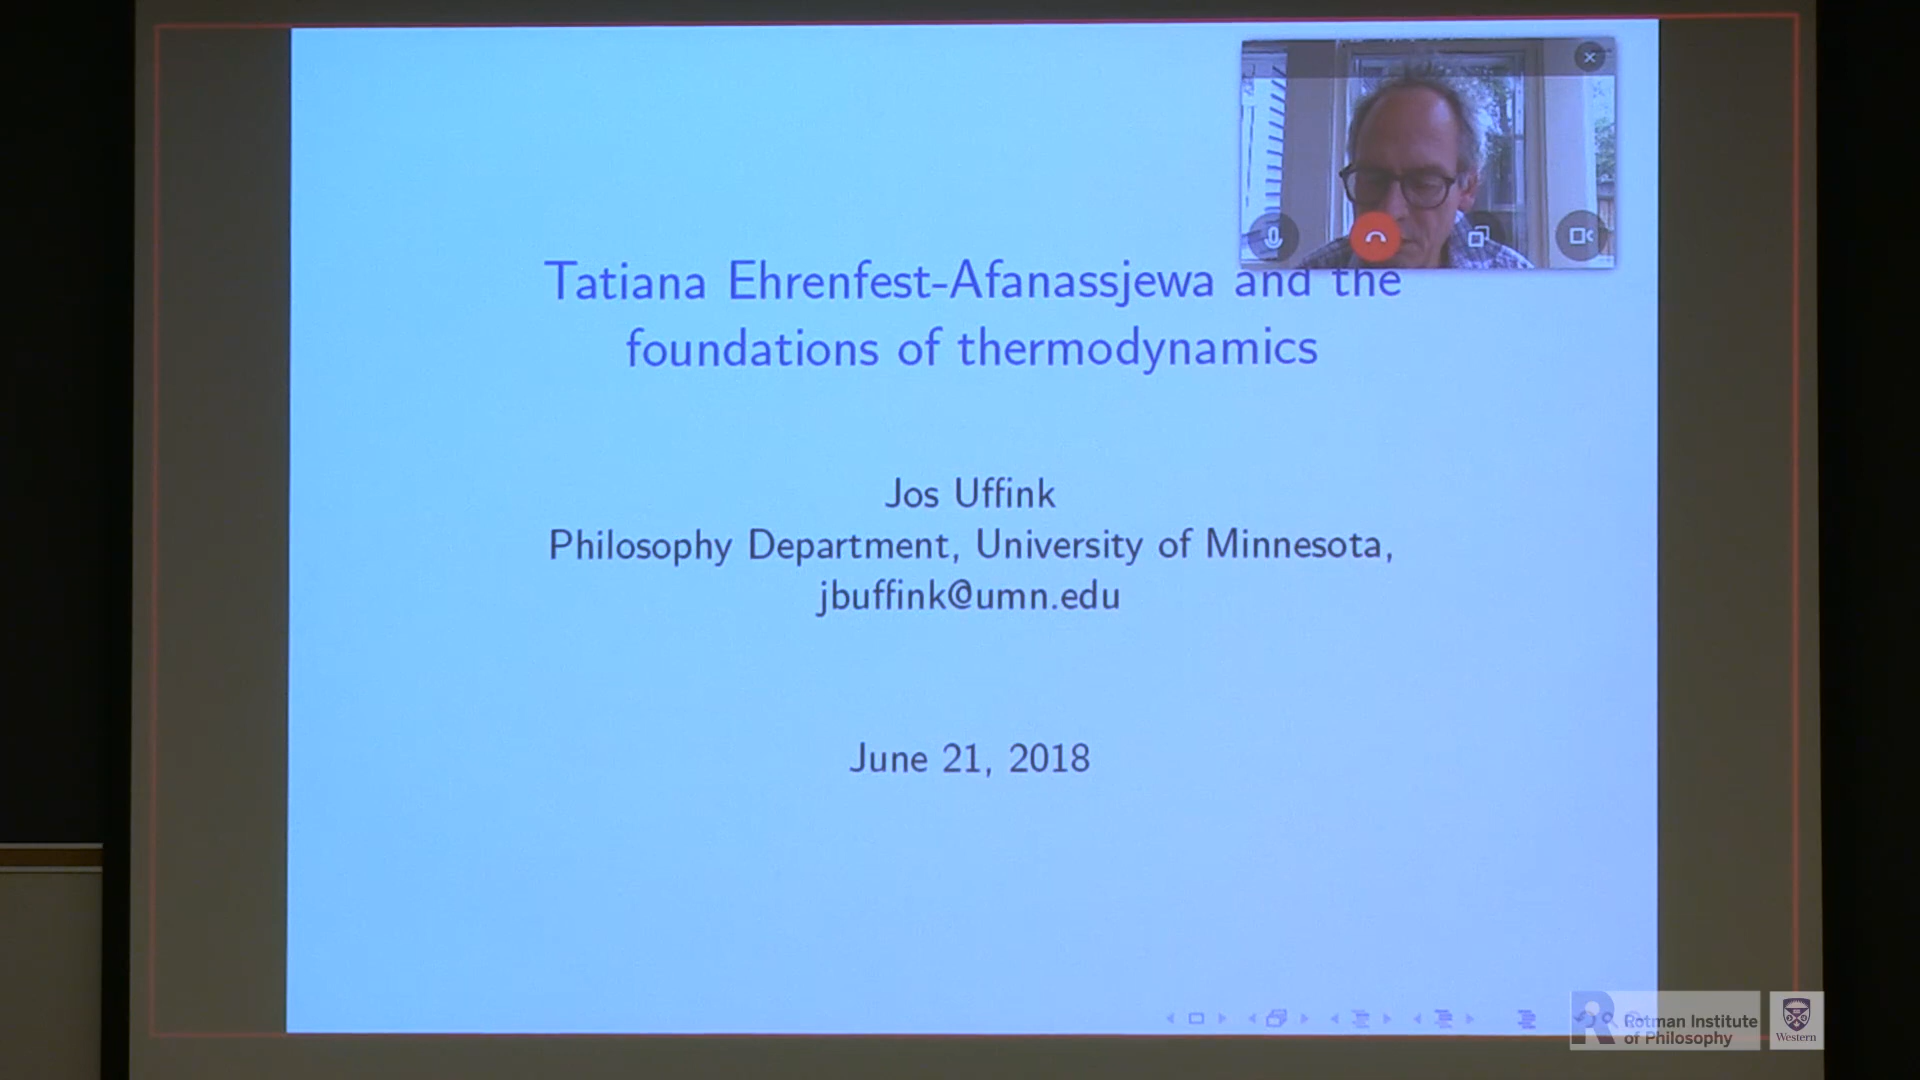 Tatiana Ehrenfest-Afanassjewa and the
foundations of thermodynamics
Jos Uffink
Philosophy Department, University of Minnesota,
jbuffink@umn.edu
June 21, 2018
R Rotman Institute
of Philosophy
Western